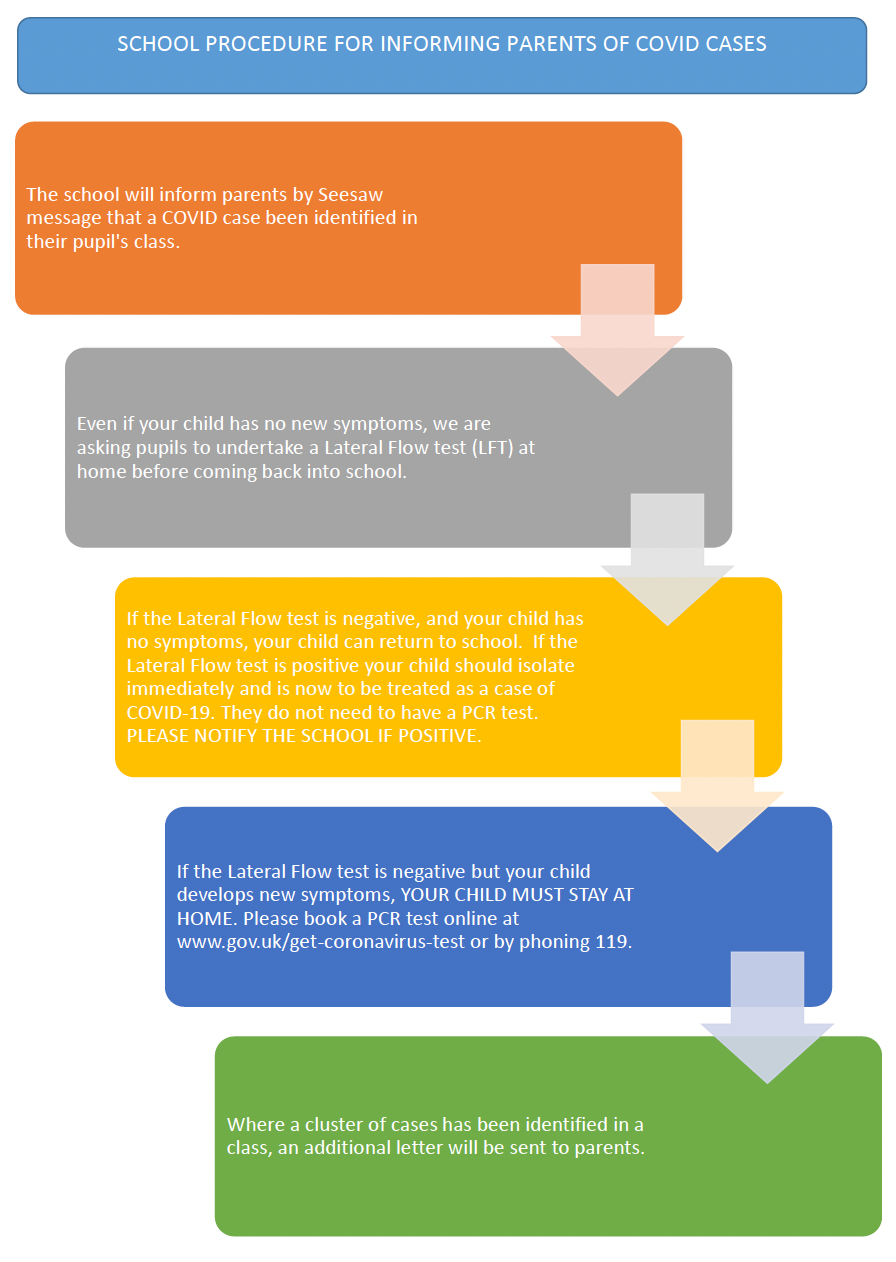 SCHOOL PROCEDURE FOR INFORMING PARENTS OF COVID CASES
The school will inform parents by Seesaw
message that a COVID case been identified in
their pupil's class.
Even if your child has no new symptoms, we are
asking pupils to undertake a Lateral Flow test (LFT) at
home before coming back into school.
If the Lateral Flow test is negative, and your child has
no symptoms, your child can return to school.  If the
Lateral Flow test is positive your child should isolate
immediately and is now to be treated as a case of
COVID-19. They do not need to have a PCR test.
PLEASE NOTIFY THE SCHOOL IF POSITIVE.
If the Lateral Flow test is negative but your child
develops new symptoms, YOUR CHILD MUST STAY AT
HOME. Please book a PCR test online at
www.gov.uk/get-coronavirus-test or by phoning 119.
Where a cluster of cases has been identified in a
class, an additional letter will be sent to parents.